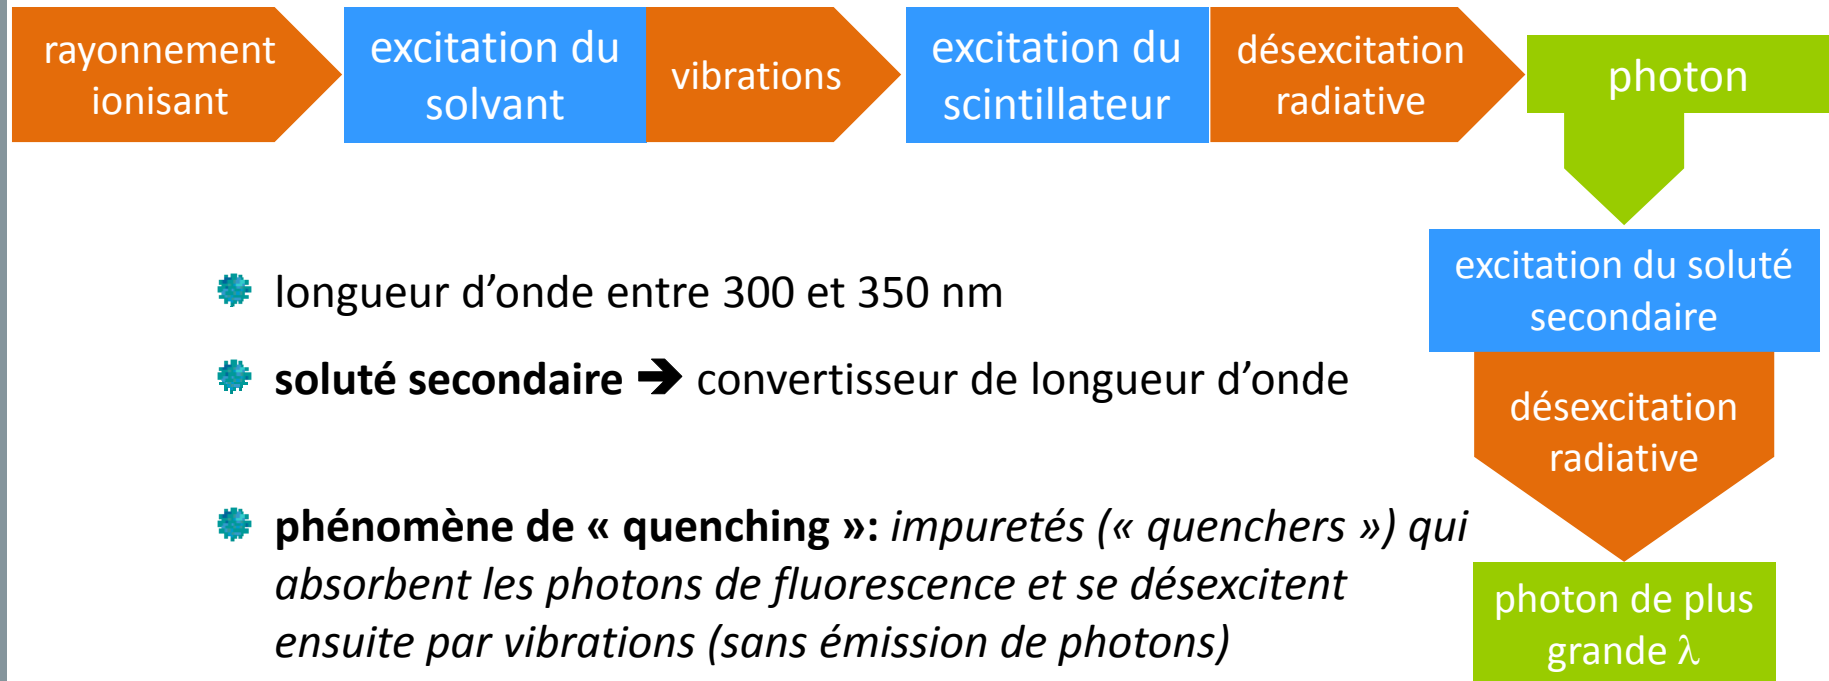 rayonnement
ionisant
excitation du
solvant
vibrations
excitation du
scintillateur
désexcitation
radiative
photon
excitation du soluté
secondaire
désexcitation
radiative
photon de plus
grande λ
longueur d’onde entre 300 et 350 nm
soluté secondaire ➔ convertisseur de longueur d’onde
phénomène de « quenching »: impuretés (« quenchers ») qui
absorbent les photons de fluorescence et se désexcitent
ensuite par vibrations (sans émission de photons)